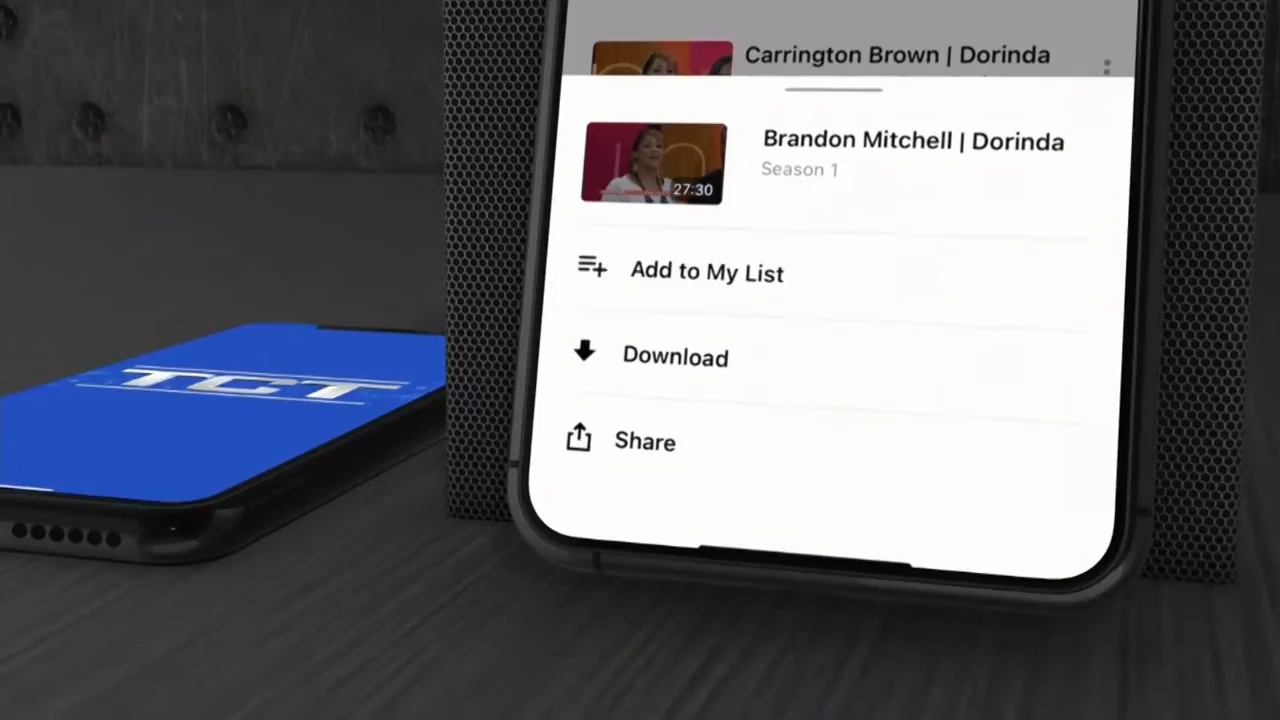 Carrington Brown | Dorinda
Brandon Mitchell | Dorinda
Season 1
27:30
Add to My List
Download
Share
TCT